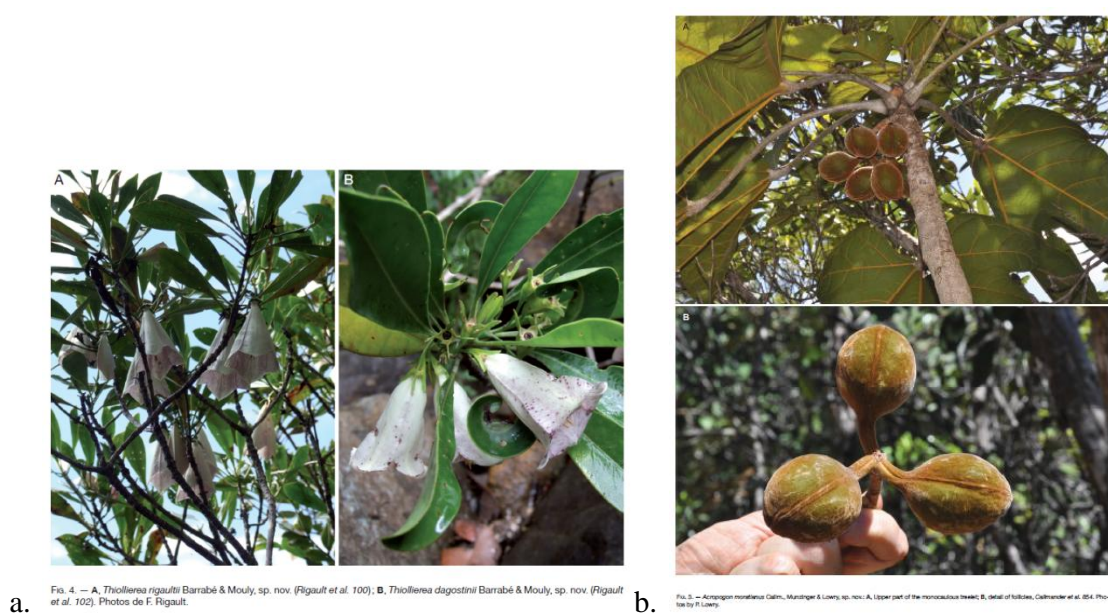 A
B
FIG. 4. — A, Thiollierea rigaultii Barrabé & Mouly, sp. nov. (Rigault et al. 100); B, Thiollierea dagostinii Barrabé & Mouly, sp. nov. (Rigault
et al. 102). Photos de F. Rigault.
a.
A
B
FIG. 3. — Acropogon moratianus Callm., Munzinger & Lowry, sp. nov.: A, Upper part of the monocaulous treelet; B, detail of follicles, Callmander et al. 854. Pho-
tos by P. Lowry.
b.